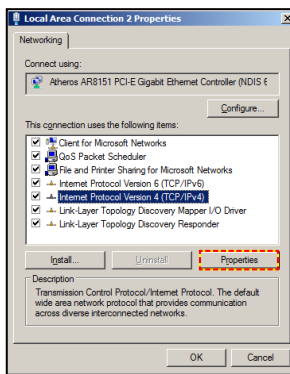 Local Area Connection 2 Properties
Networking
Connect using:
Atheros AR8151 PCI-E Gigabit Ethernet Controller (NDIS 6
Configure...
This connection uses the following items:
Client for Microsoft Networks
QoS Packet Scheduler
File and Printer Sharing for Microsoft Networks
Internet Protocol Version 6 (TCP/IPv6)
Internet Protocol Version 4 (TCP/IPv4)
Link-Layer Topology Discovery Mapper I/O Driver
Link-Layer Topology Discovery Responder
Install... Uninstall Properties
Description
Transmission Control Protocol/Internet Protocol. The default
wide area network protocol that provides communication
across diverse interconnected networks.
OK Cancel